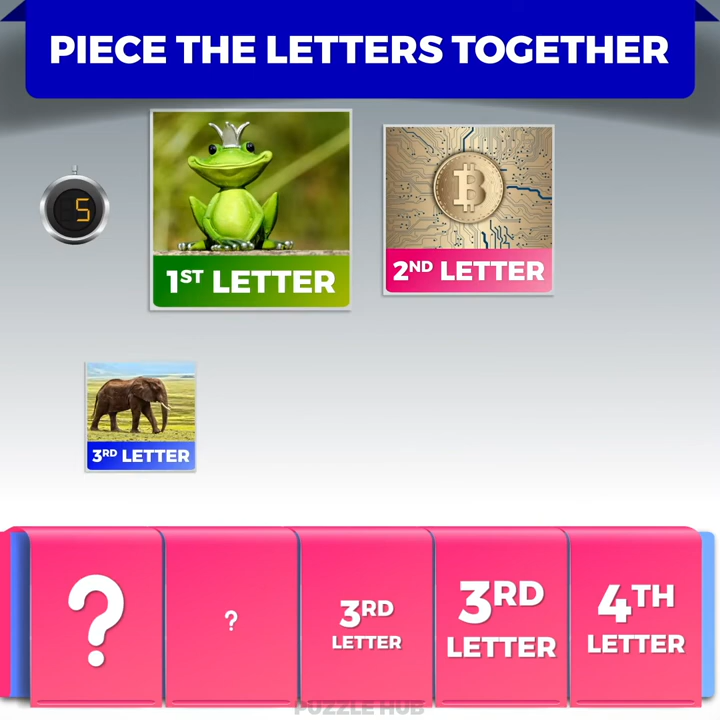 PIECE THE LETTERS TOGETHER
5
1ST LETTER
B
2ND LETTER
3RD LETTER
?
?
3RD
LETTER
3RD
LETTER
4TH
LETTER
PUZZLE HUB